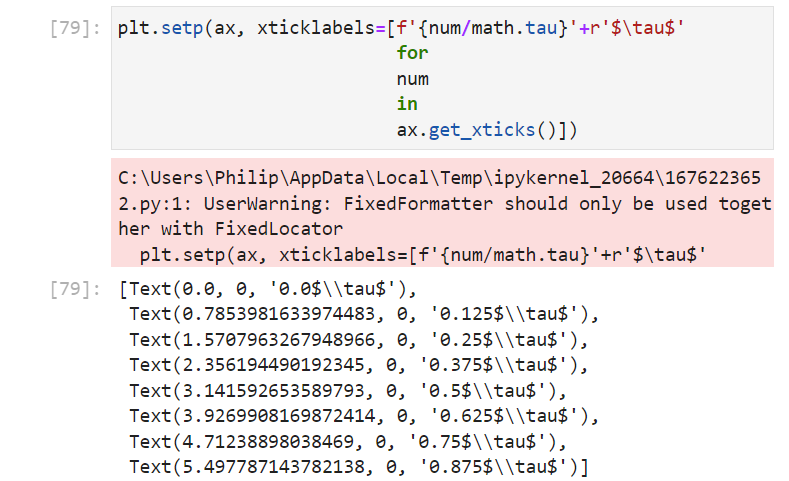 [79]: plt.setp(ax, xticklabels=[f'{num/math.tau}'+r'$\tau$'
for
num
in
ax.get_xticks()])
C:\Users\Philip\AppData\Local\Temp\ipykernel_20664\167622365
2.py:1: UserWarning: FixedFormatter should only be used toget
her with FixedLocator
plt.setp(ax, xticklabels=[f'{num/math.tau}'+r'$\tau$'
[79]: [Text(0.0, 0, '0.0$\\tau$'),
Text(0.7853981633974483, 0, '0.125$\\tau$'),
Text(1.5707963267948966, 0, '0.25$\\tau$'),
Text(2.356194490192345, 0, '0.375$\\tau$'),
Text(3.141592653589793, 0, '0.5$\\tau$'),
Text(3.9269908169872414, 0, '0.625$\\tau$'),
Text(4.71238898038469, 0, '0.75$\\tau$'),
Text(5.497787143782138, 0, '0.875$\\tau$')]